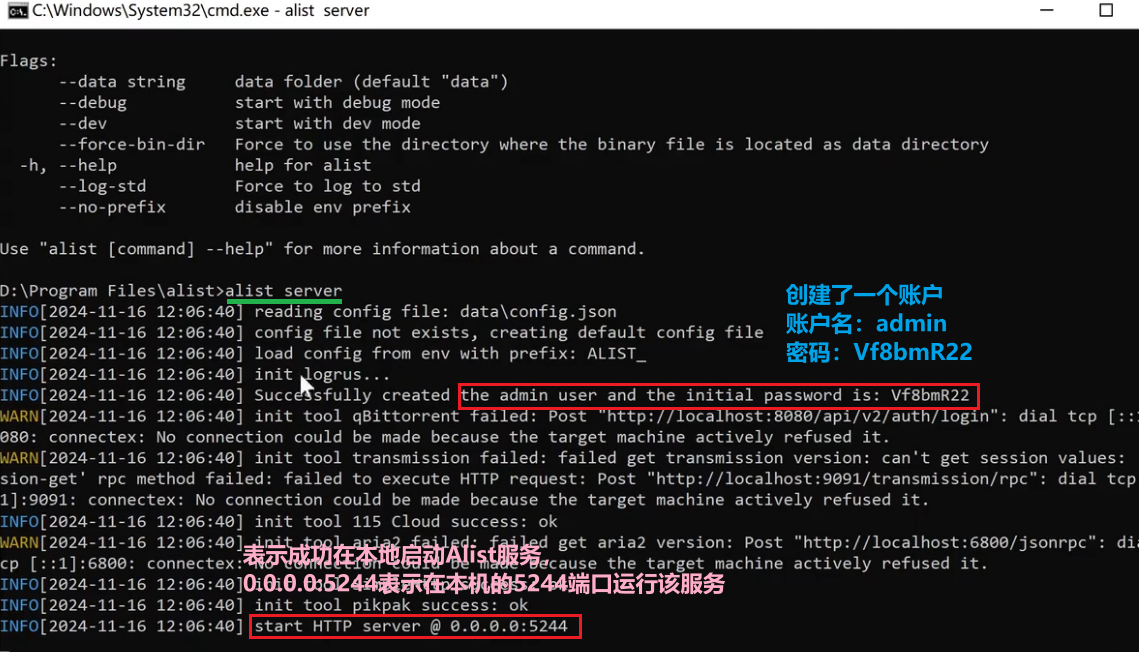 C:\Windows\System32\cmd.exe - alist server
Flags:
--data string data folder (default "data")
--debug start with debug mode
--dev start with dev mode
--force-bin-dir Force to use the directory where the binary file is located as data directory
-h, --help help for alist
--log-std Force to log to std
--no-prefix disable env prefix
Use "alist [command] --help" for more information about a command.
D:\Program Files\alist>alist server
INFO[2024-11-16 12:06:40] reading config file: data\config.json
INFO[2024-11-16 12:06:40] config file not exists, creating default config file
INFO[2024-11-16 12:06:40] load config from env with prefix: ALIST_
INFO[2024-11-16 12:06:40] init logrus...
创建了一个账户
账户名：admin
密码：Vf8bmR22
INFO[2024-11-16 12:06:40] Successfully created the admin user and the initial password is: Vf8bmR22
WARN[2024-11-16 12:06:40] init tool qBittorrent failed: Post "http://localhost:8080/api/v2/auth/login": dial tcp [::
080: connectex: No connection could be made because the target machine actively refused it.
WARN[2024-11-16 12:06:40] init tool transmission failed: failed get transmission version: can't get session values:
sion-get' rpc method failed: failed to execute HTTP request: Post "http://localhost:9091/transmission/rpc": dial tcp
1]:9091: connectex: No connection could be made because the target machine actively refused it.
INFO[2024-11-16 12:06:40] init tool 115 Cloud success: ok
WARN[2024-11-16 12:06:40] init tool aria2 failed: failed get aria2 version: Post "http://localhost:6800/jsonrpc": dia
表示成功在本地启动Alist服务，
cp [::1]:6800: connectex: No connection could be made because the target machine actively refused it.
0.0.0.0:5244表示在本机的5244端口运行该服务
INFO[2024-11-16 12:06:40]
INFO[2024-11-16 12:06:40] init tool pikpak success: ok
INFO[2024-11-16 12:06:40] start HTTP server @ 0.0.0.0:5244